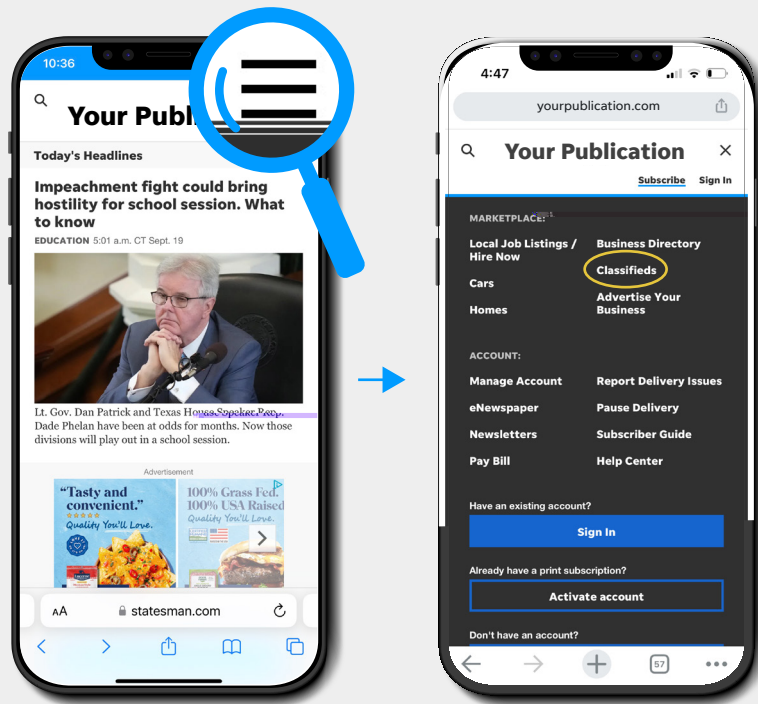 10:36
Your Publ
Today's Headlines
Impeachment fight could bring
hostility for school session. What
to know
EDUCATION 5:01 a.m. CT Sept. 19
Lt. Gov. Dan Patrick and Texas House Speaker Rep.
Dade Phelan have been at odds for months. Now those
divisions will play out in a school session.
Advertisement
“Tasty and
convenient.”
Quality You'll Love.
100% Grass Fed.
100% USA Raised
Quality You'll Love.
AA statesman.com
4:47
yourpublication.com
Your Publication
Subscribe Sign In
MARKETPLACE:
Local Job Listings /
Hire Now
Cars
Homes
Business Directory
Classifieds
Advertise Your
Business
ACCOUNT:
Manage Account
eNewspaper
Newsletters
Pay Bill
Report Delivery Issues
Pause Delivery
Subscriber Guide
Help Center
Have an existing account?
Sign In
Already have a print subscription?
Activate account
Don't have an account?
57